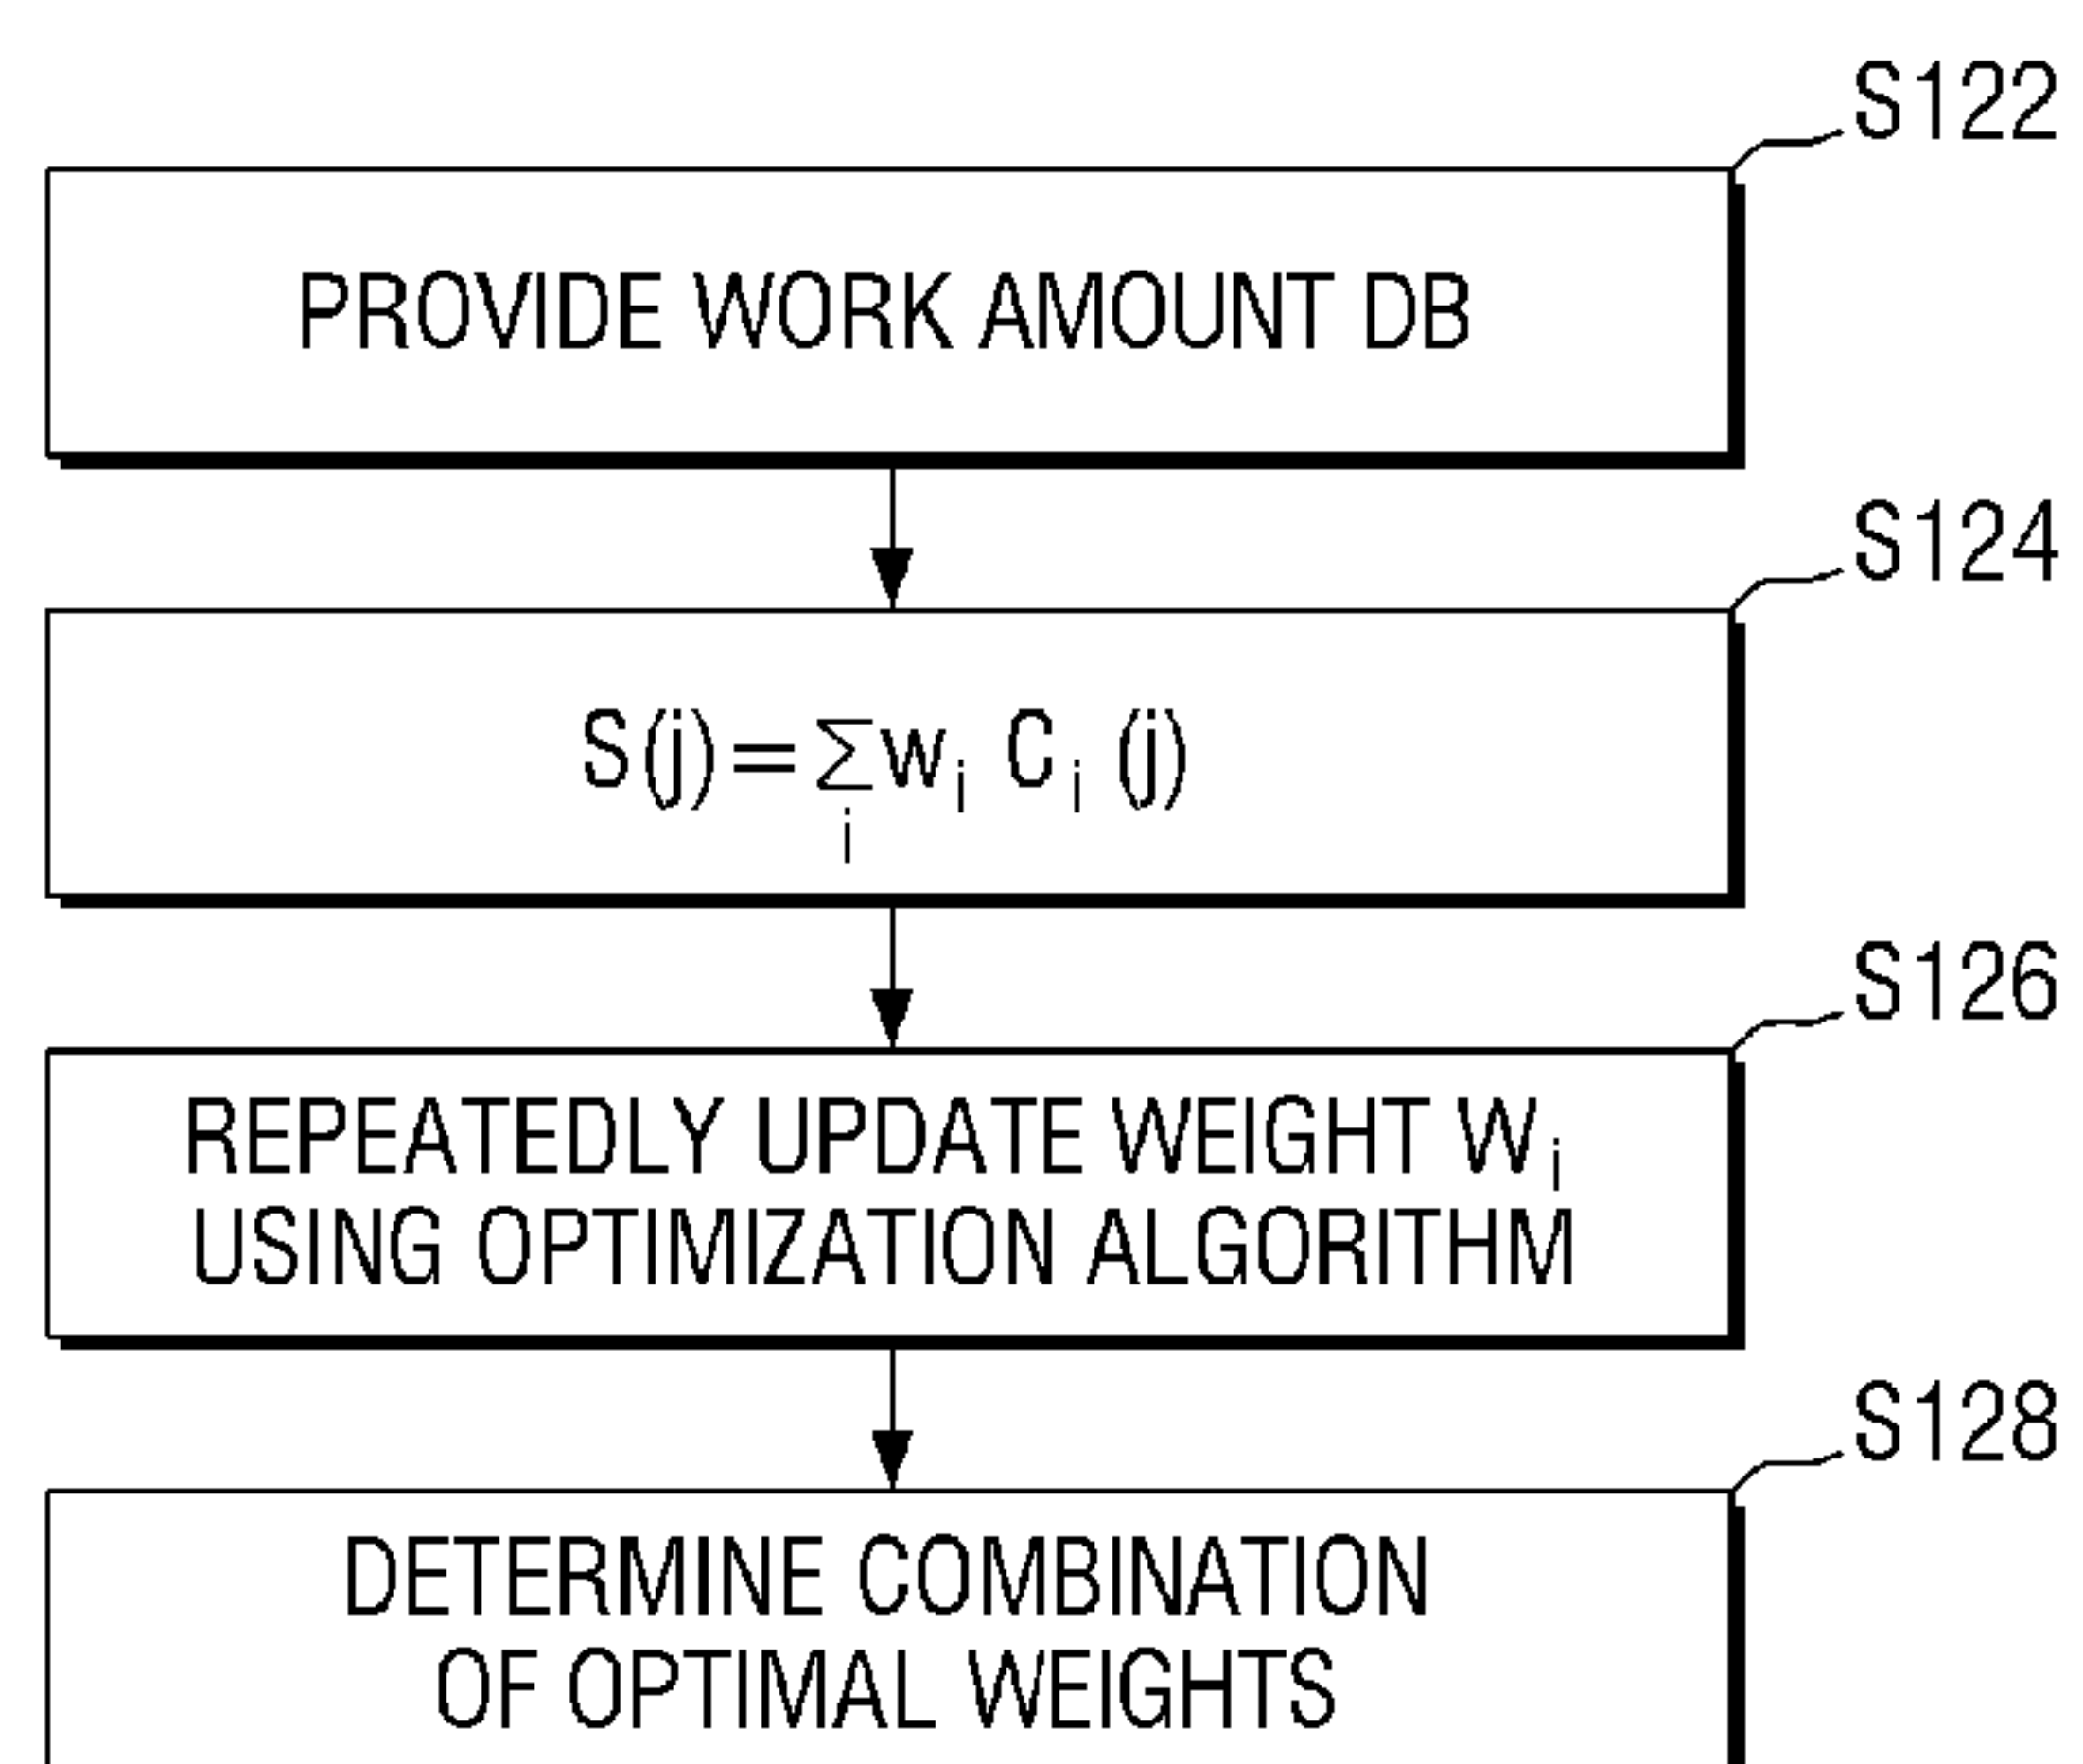 S122
PROVIDE WORK AMOUNT DB
S124
S(j)=∑wᵢ Cᵢ (j)
i
S126
REPEATEDLY UPDATE WEIGHT Wᵢ
USING OPTIMIZATION ALGORITHM
S128
DETERMINE COMBINATION
OF OPTIMAL WEIGHTS